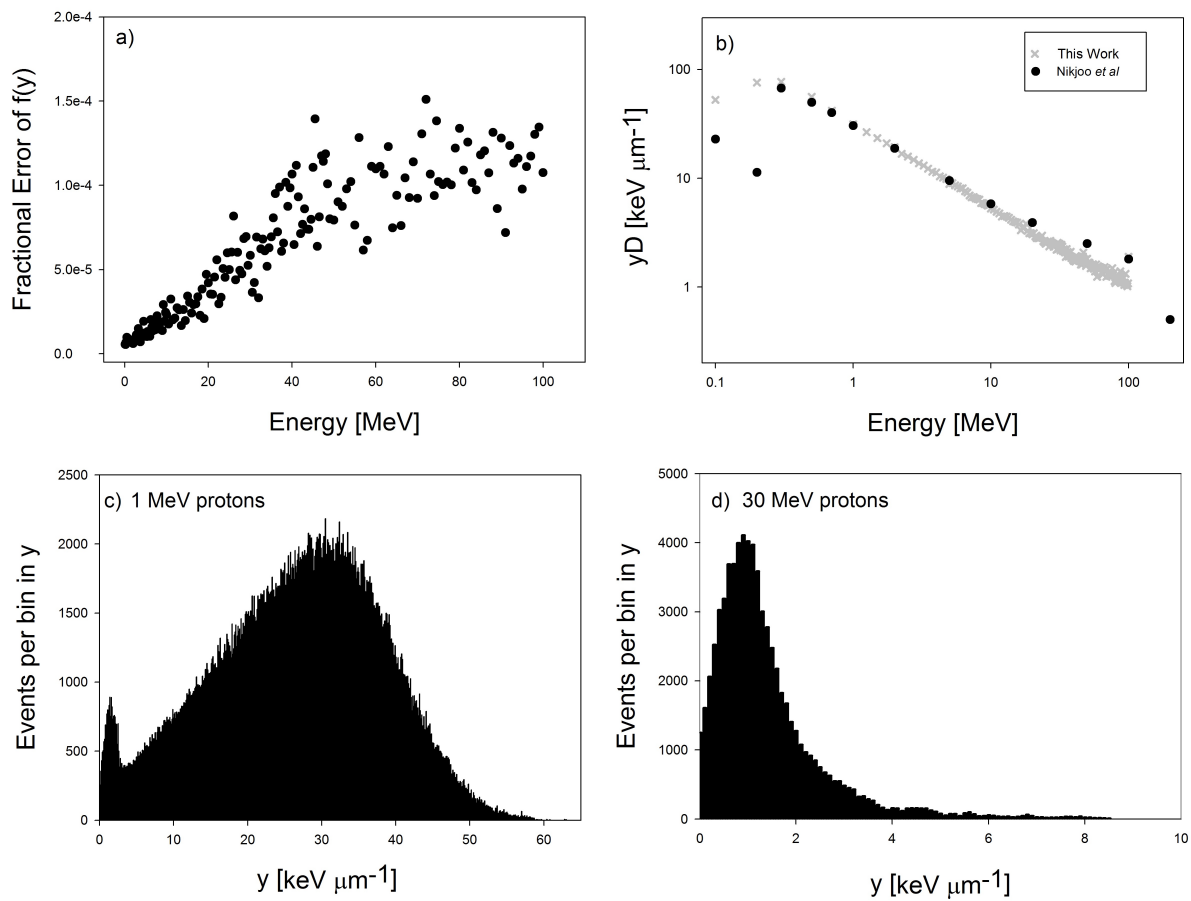 a)
Fractional Error of f(y)
2.0e-4
1.5e-4
1.0e-4
5.0e-5
0.0
0 20 40 60 80 100
Energy [MeV]
b)
This Work
Nikjoo et al
yD [keV μm-1]
100
10
1
0.1 1 10 100
Energy [MeV]
c) 1 MeV protons
Events per bin in y
2500
2000
1500
1000
500
0
0 10 20 30 40 50 60
y [keV μm-1]
d) 30 MeV protons
Events per bin in y
5000
4000
3000
4000
2000
1000
0
0 2 4 6 8 10
y [keV μm-1]